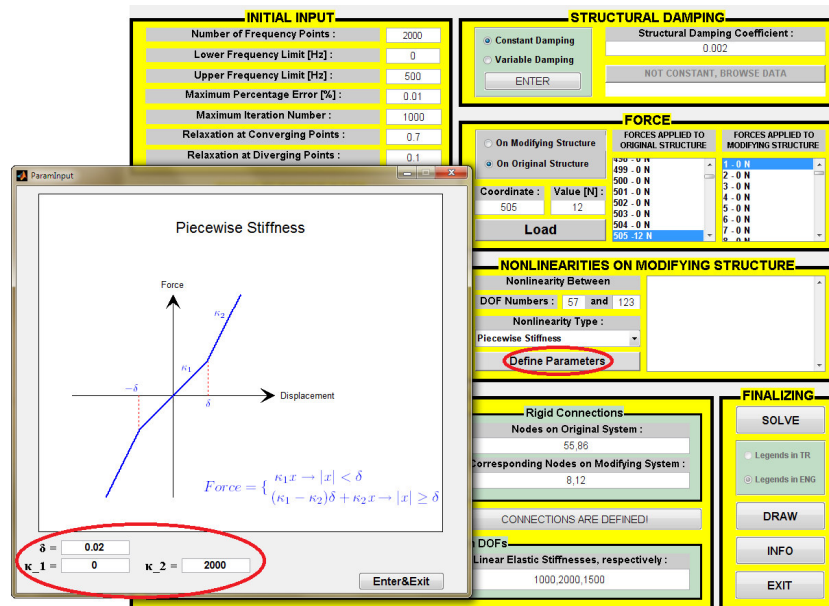 INITIAL INPUT
Number of Frequency Points : 2000
Lower Frequency Limit [Hz] : 0
Upper Frequency Limit [Hz] : 500
Maximum Percentage Error [%] : 0.01
Maximum Iteration Number : 1000
Relaxation at Converging Points : 0.7
Relaxation at Diverging Points : 0.1
STRUCTURAL DAMPING
Constant Damping
Variable Damping
ENTER
Structural Damping Coefficient :
0.002
NOT CONSTANT, BROWSE DATA
FORCE
On Modifying Structure
On Original Structure
Coordinate : Value [N] :
505 12
Load
FORCES APPLIED TO
ORIGINAL STRUCTURE
498 - 0 N
499 - 0 N
500 - 0 N
501 - 0 N
502 - 0 N
503 - 0 N
504 - 0 N
505 -12 N
FORCES APPLIED TO
MODIFYING STRUCTURE
1 - 0 N
2 - 0 N
3 - 0 N
4 - 0 N
5 - 0 N
6 - 0 N
7 - 0 N
8 - 0 N
NONLINEARITIES ON MODIFYING STRUCTURE
Nonlinearity Between
DOF Numbers : 57 and 123
Nonlinearity Type :
Piecewise Stiffness
Define Parameters
ParamInput
Piecewise Stiffness
Force
κ2
κ1
−δ
δ
Displacement
Force = { κ1x → |x| < δ
(κ1 − κ2)δ + κ2x → |x| ≥ δ
δ = 0.02
κ_1 = 0 κ_2 = 2000
Enter&Exit
Rigid Connections
Nodes on Original System :
55,86
Corresponding Nodes on Modifying System :
8,12
CONNECTIONS ARE DEFINED!
DOFs
Linear Elastic Stiffnesses, respectively :
1000,2000,1500
FINALIZING
SOLVE
Legends in TR
Legends in ENG
DRAW
INFO
EXIT